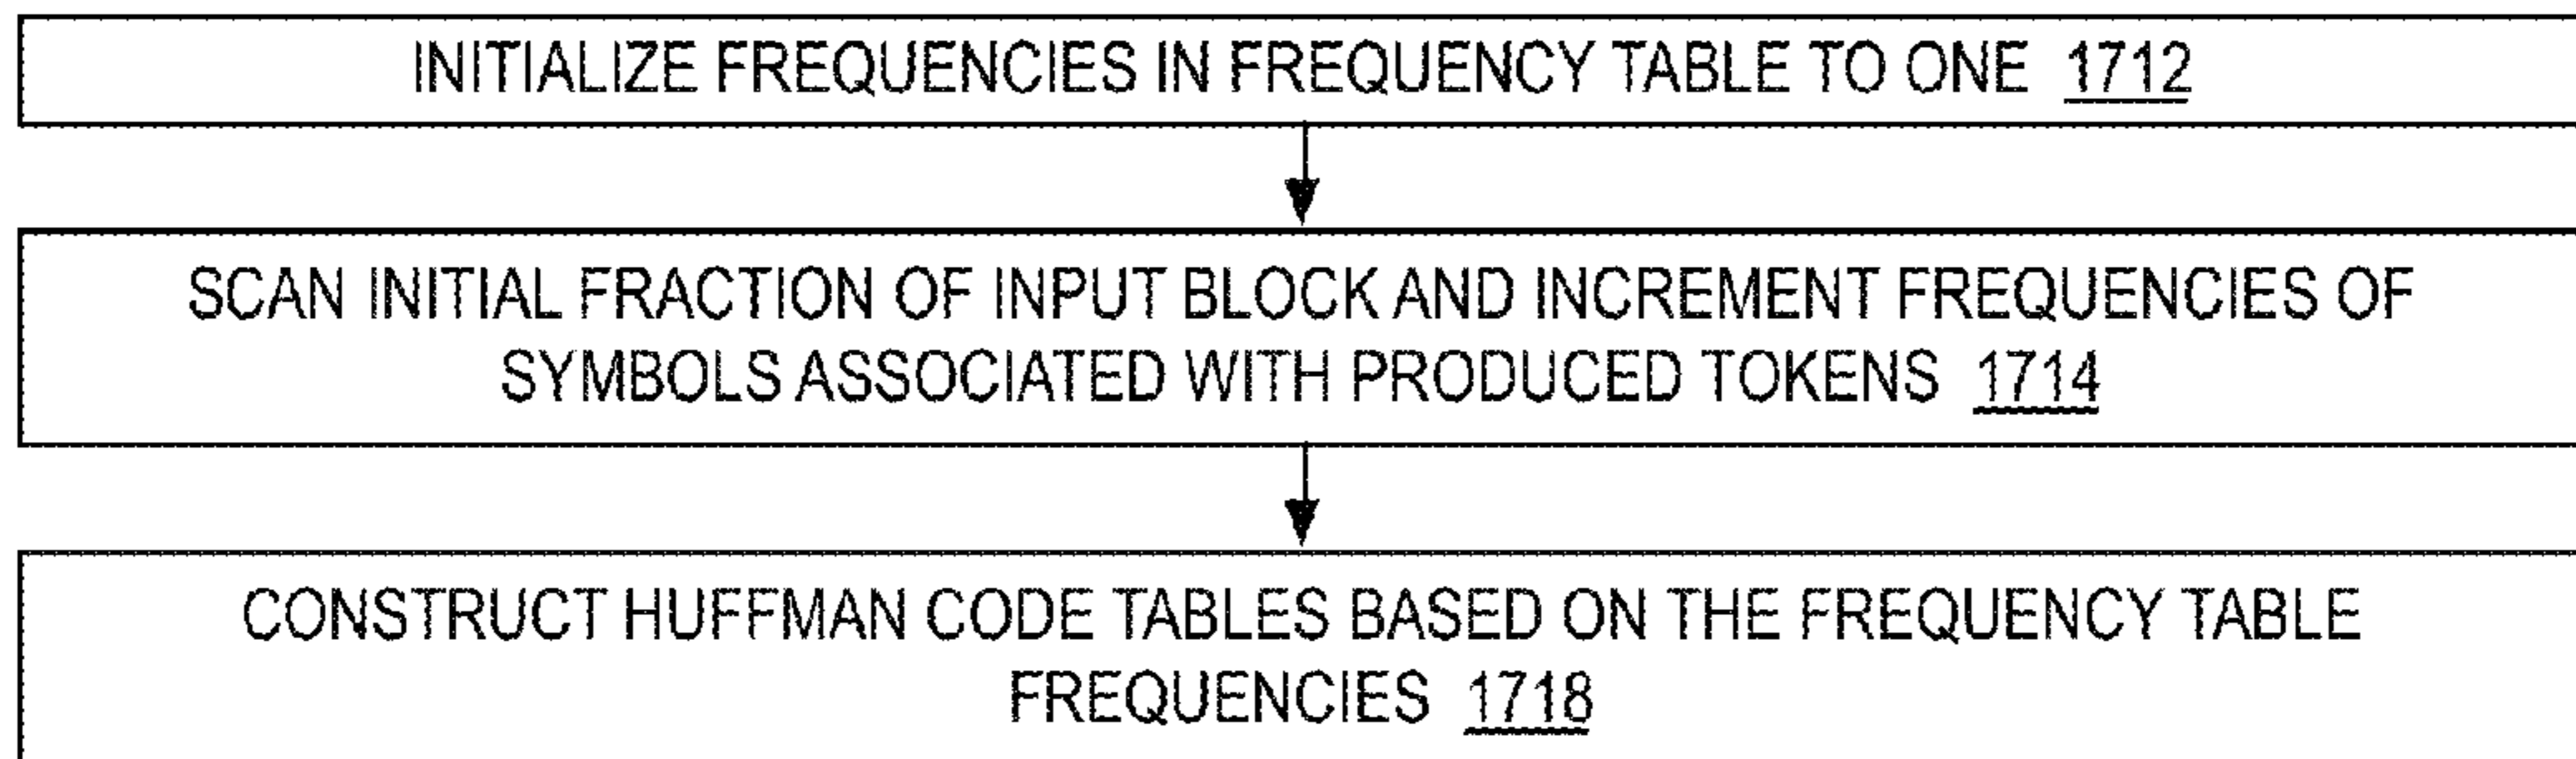 INITIALIZE FREQUENCIES IN FREQUENCY TABLE TO ONE 1712
SCAN INITIAL FRACTION OF INPUT BLOCK AND INCREMENT FREQUENCIES OF
SYMBOLS ASSOCIATED WITH PRODUCED TOKENS 1714
CONSTRUCT HUFFMAN CODE TABLES BASED ON THE FREQUENCY TABLE
FREQUENCIES 1718